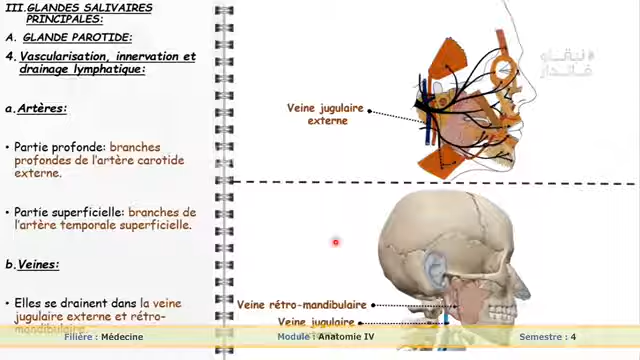 III.GLANDES SALIVAIRES
PRINCIPALES:
A. GLANDE PAROTIDE:
4. Vascularisation, innervation et
drainage lymphatique:
a.Artères:
• Partie profonde: branches
profondes de l'artère carotide
externe.
• Partie superficielle: branches de
l'artère temporale superficielle.
b.Veines:
• Elles se drainent dans la veine
jugulaire externe et rétro-
mandibulaire.
Veine jugulaire
externe
Veine rétro-mandibulaire
Veine jugulaire
Filière : Médecine
Module : Anatomie IV
Semestre : 4